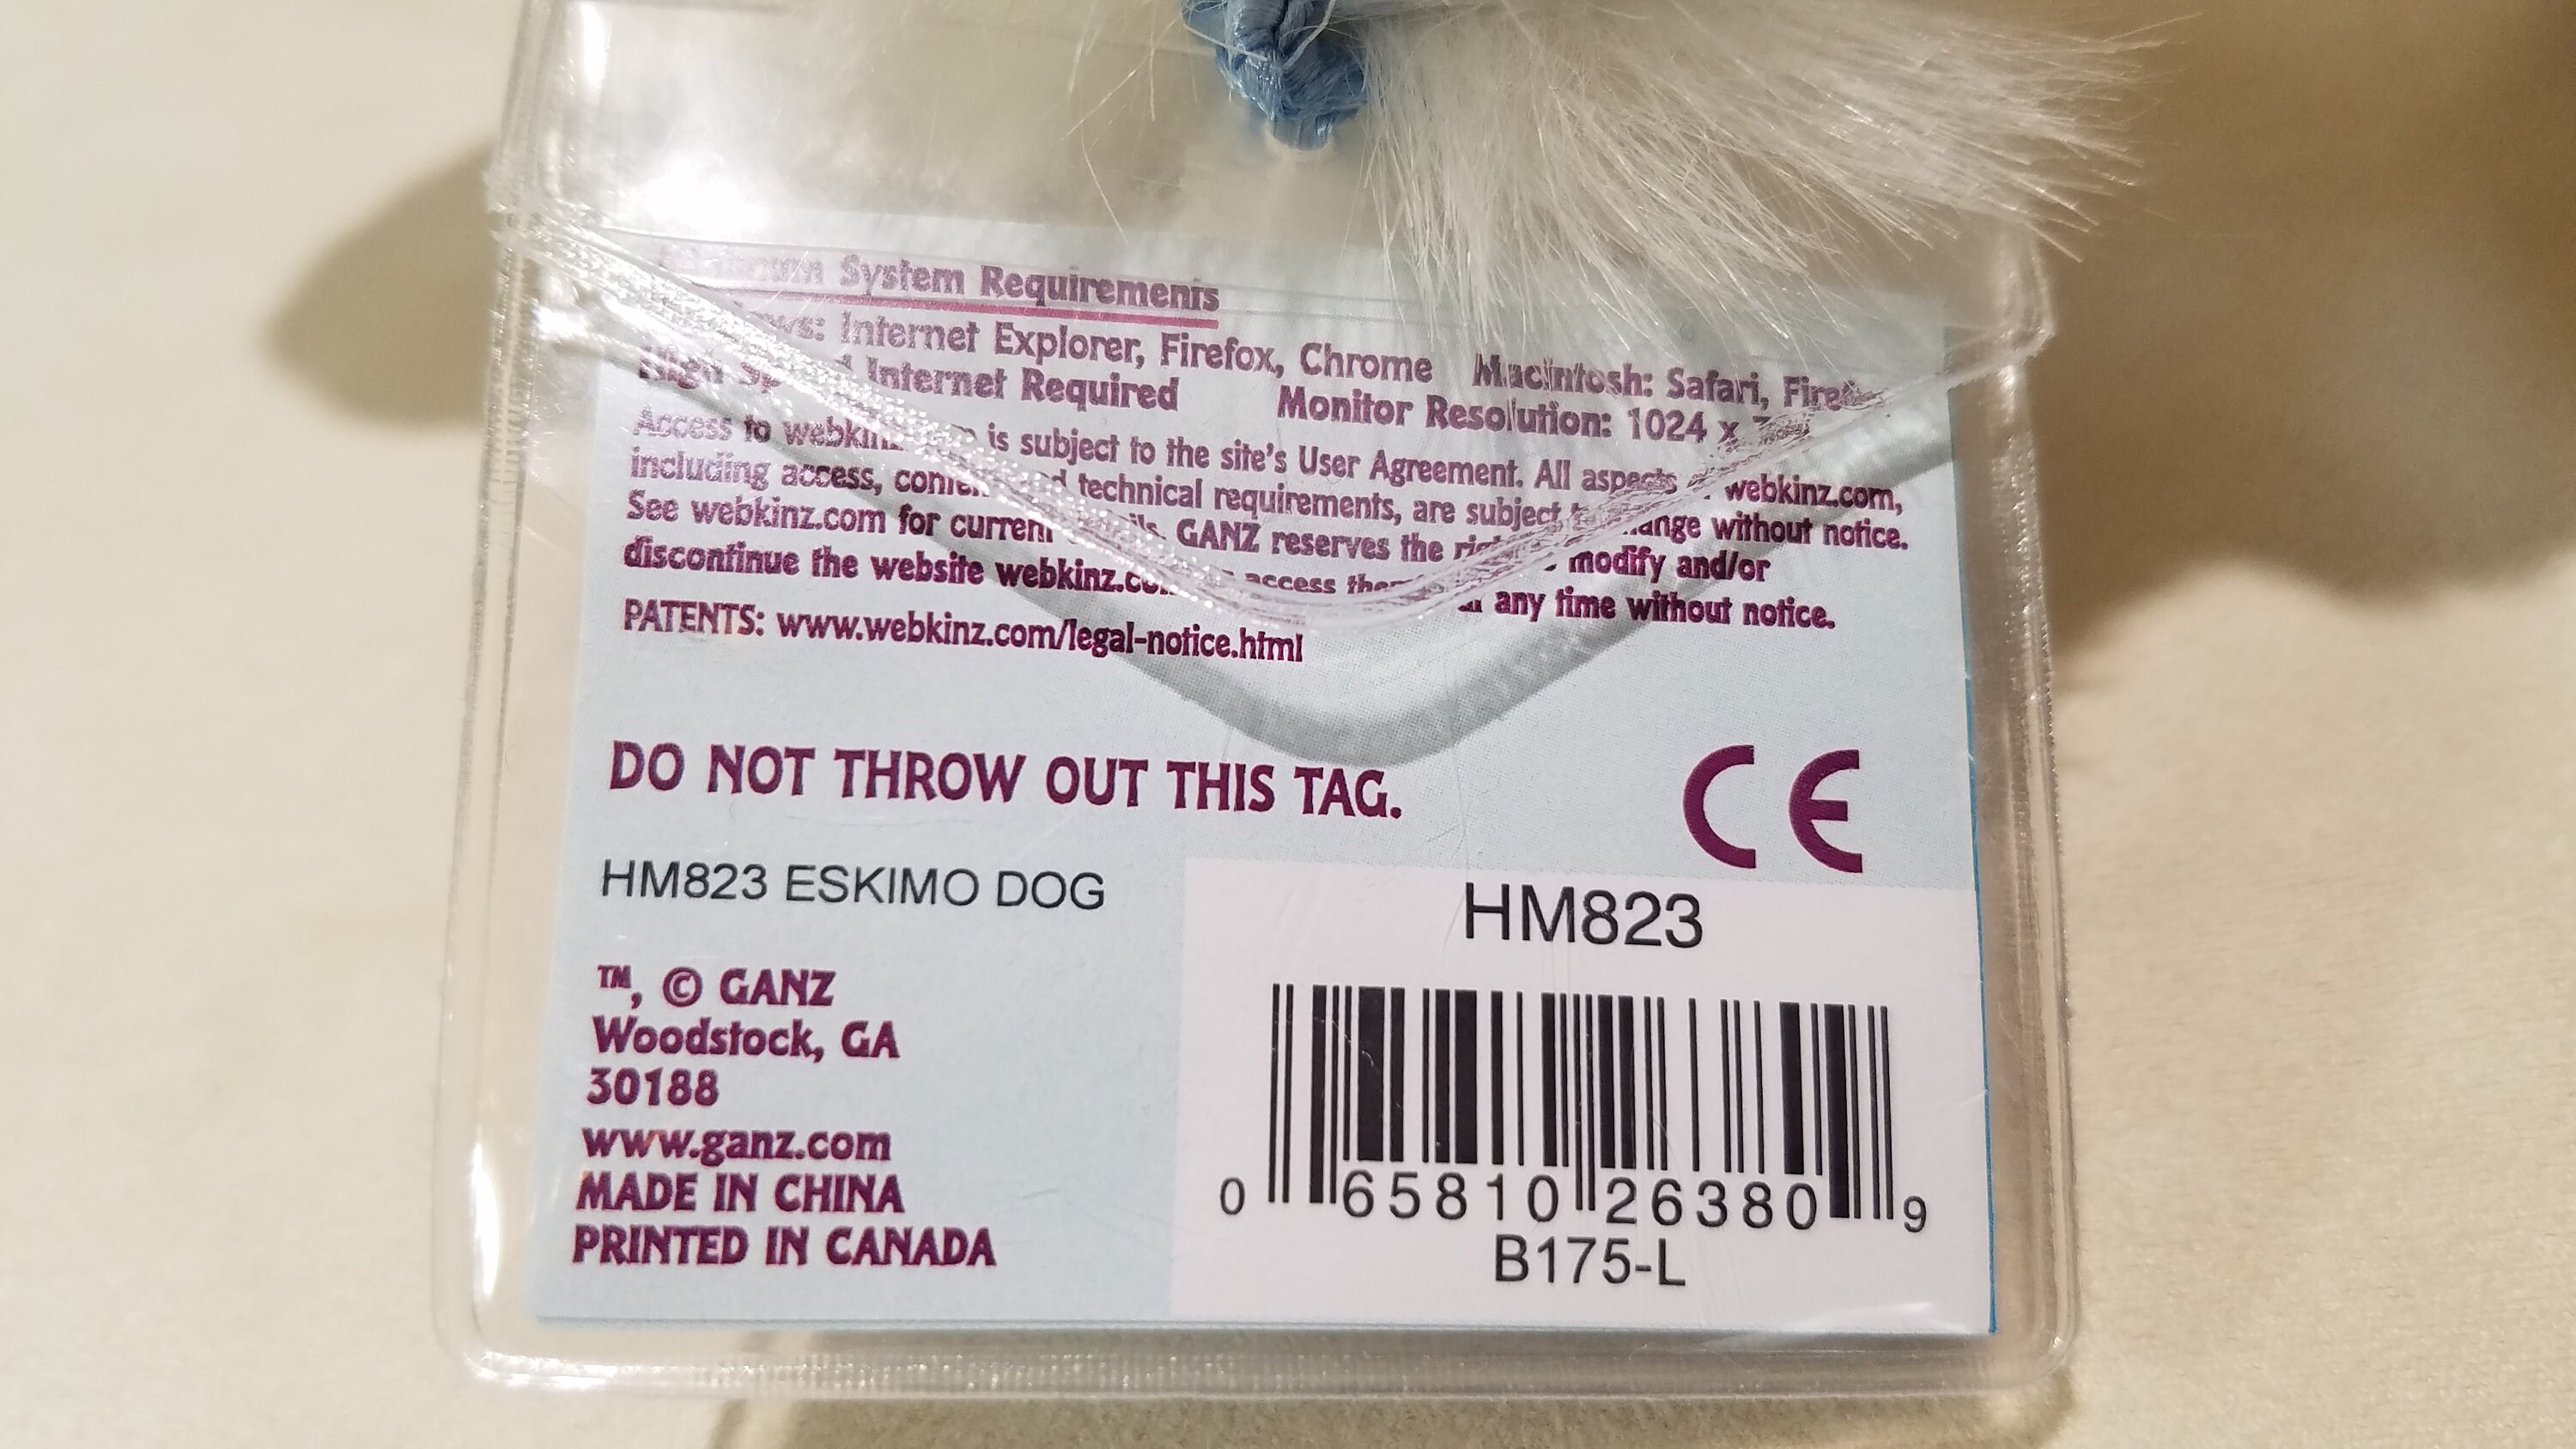 System Requirements
Internet Explorer, Firefox, Chrome Macintosh: Safari,
High Internet Required Monitor Resolution: 1024 x
Access to is subject to the site's User Agreement. All aspects webkinz.com,
including access, technical requirements, are subject without notice.
See webkinz.com for current GANZ reserves the modify and/or
discontinue the website access any time without notice.
PATENTS: www.webkinz.com/legal-notice.html
DO NOT THROW OUT THIS TAG.
CE
HM823 ESKIMO DOG
HM823
™, © GANZ
Woodstock, GA
30188
www.ganz.com
MADE IN CHINA
PRINTED IN CANADA
0 65810 26380 9
B175-L